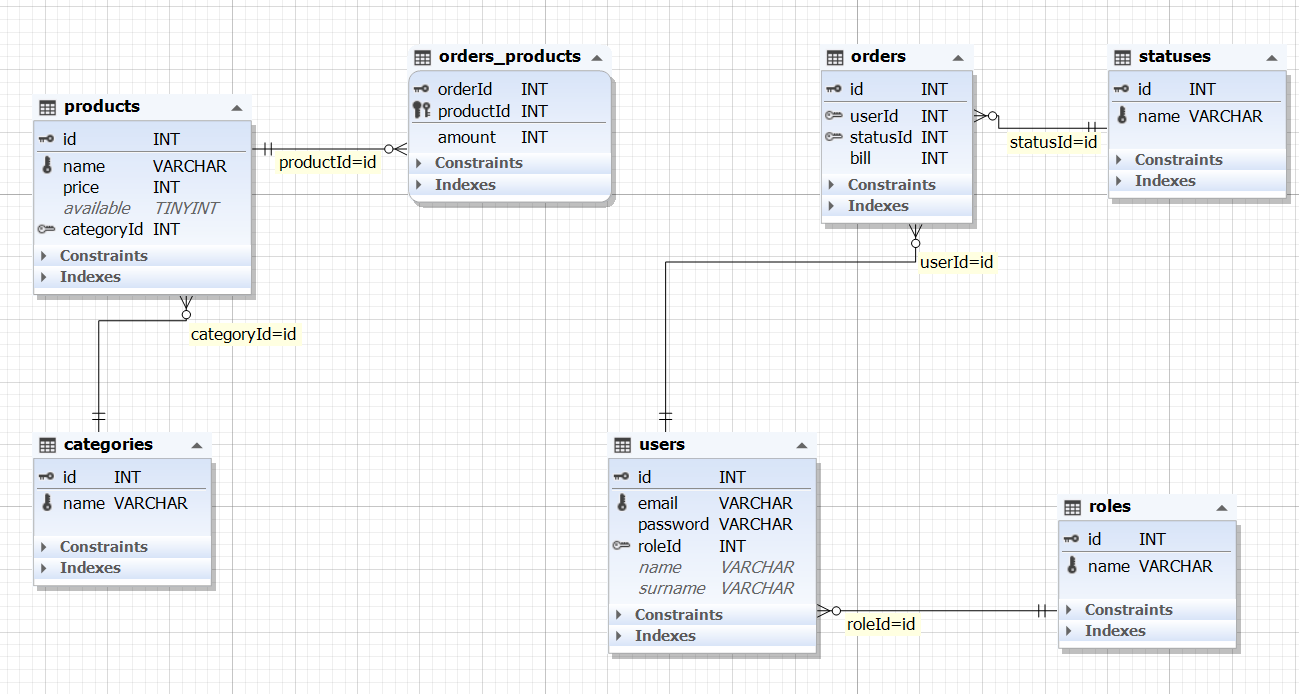 products
id INT
name VARCHAR
price INT
available TINYINT
categoryId INT
Constraints
Indexes
productId=id
orders_products
orderId INT
productId INT
amount INT
Constraints
Indexes
orders
id INT
userId INT
statusId INT
bill INT
Constraints
Indexes
statusId=id
statuses
id INT
name VARCHAR
Constraints
Indexes
categoryId=id
userId=id
categories
id INT
name VARCHAR
Constraints
Indexes
users
id INT
email VARCHAR
password VARCHAR
roleId INT
name VARCHAR
surname VARCHAR
Constraints
Indexes
roleId=id
roles
id INT
name VARCHAR
Constraints
Indexes